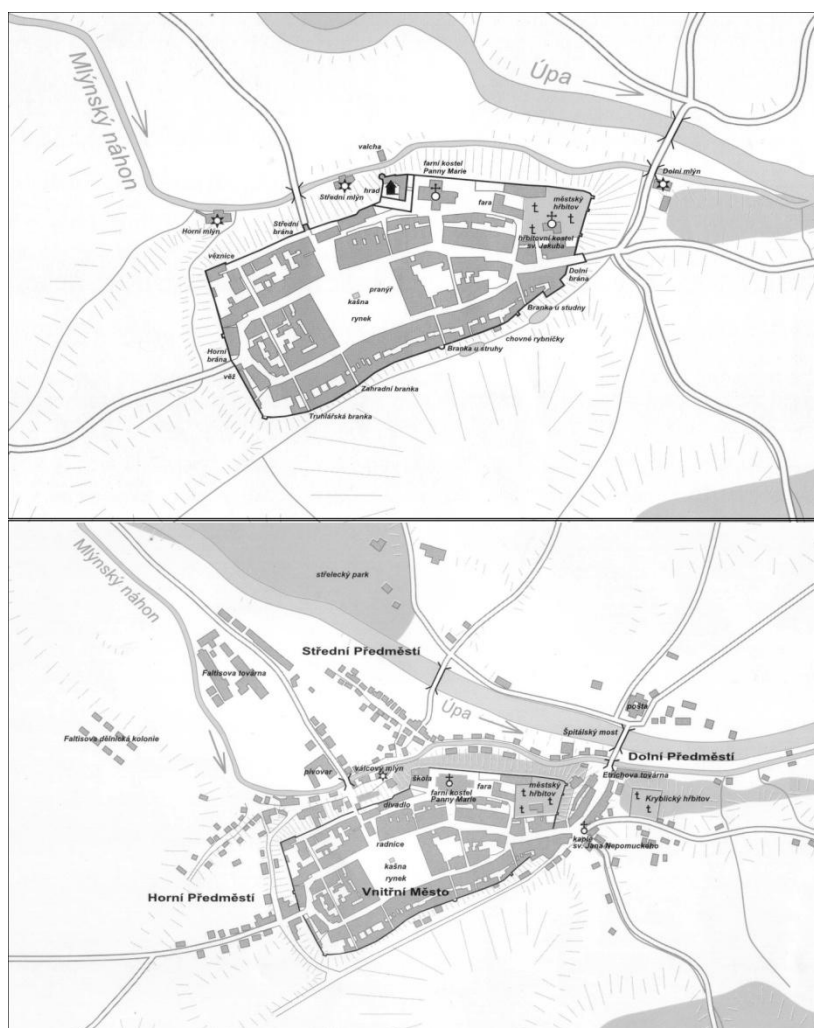 Mlýnský náhon
Úpa
valcha
farní kostel
Panny Marie
Střední mlýn
hrad
Dolní mlýn
fara
městský
hřbitov
Horní mlýn
Střední
brána
hřbitovní kostel
sv. Jakuba
věznice
Dolní
brána
pranýř
kašna
rynek
Branka u studny
Horní
brána
chovné rybníčky
Branka u struhy
věž
Zahradní branka
Truhlářská branka
Mlýnský náhon
střelecký park
Střední Předměstí
Faltisova továrna
Úpa
pošta
Faltisova dělnická kolonie
Špitálský most
Dolní Předměstí
pivovar
válcový mlýn
škola
farní kostel
Panny Marie
fara
městský
hřbitov
Etrichova továrna
Kryblický hřbitov
divadlo
radnice
kaple
sv. Jana Nepomuckého
kašna
rynek
Vnitřní Město
Horní Předměstí